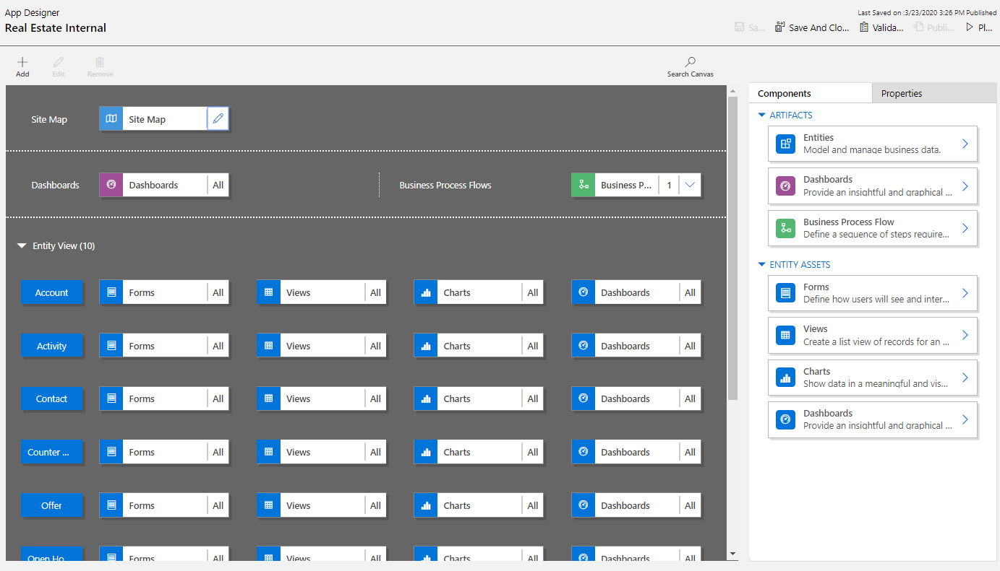 App Designer
Last Saved on :3/23/2020 3:26 PM Published
Real Estate Internal
Sa...
Save And Clo...
Valida...
Publi...
Pl...
Add
Edit
Remove
Search Canvas
Site Map
Site Map
Dashboards
Dashboards
All
Business Process Flows
Business P...
1
Entity View (10)
Account
Forms
All
Views
All
Charts
All
Dashboards
All
Activity
Forms
All
Views
All
Charts
All
Dashboards
All
Contact
Forms
All
Views
All
Charts
All
Dashboards
All
Counter ...
Forms
All
Views
All
Charts
All
Dashboards
All
Offer
Forms
All
Views
All
Charts
All
Dashboards
All
Open Ho...
Forms
All
Views
All
Charts
All
Dashboards
All
Components
Properties
ARTIFACTS
Entities
Model and manage business data.
Dashboards
Provide an insightful and graphical ...
Business Process Flow
Define a sequence of steps require...
ENTITY ASSETS
Forms
Define how users will see and inter...
Views
Create a list view of records for an ...
Charts
Show data in a meaningful and vis...
Dashboards
Provide an insightful and graphical ...